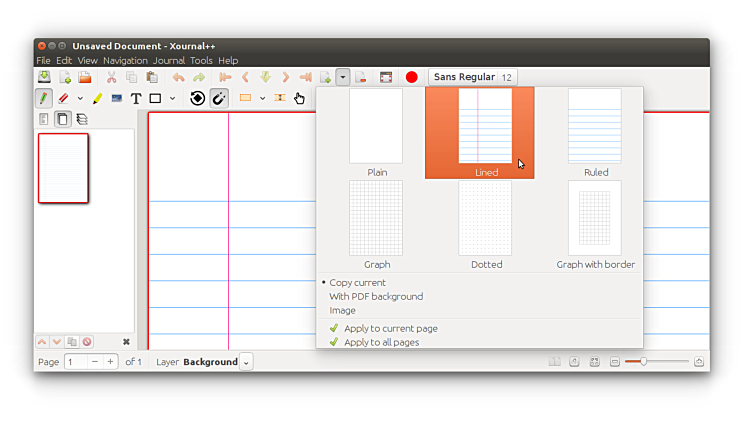 Unsaved Document - Xournal++
File Edit View Navigation Journal Tools Help
Sans Regular 12
T
Plain Lined Ruled
Graph Dotted Graph with border
Copy current
With PDF background
Image
Apply to current page
Apply to all pages
Page 1 − + of 1 Layer Background